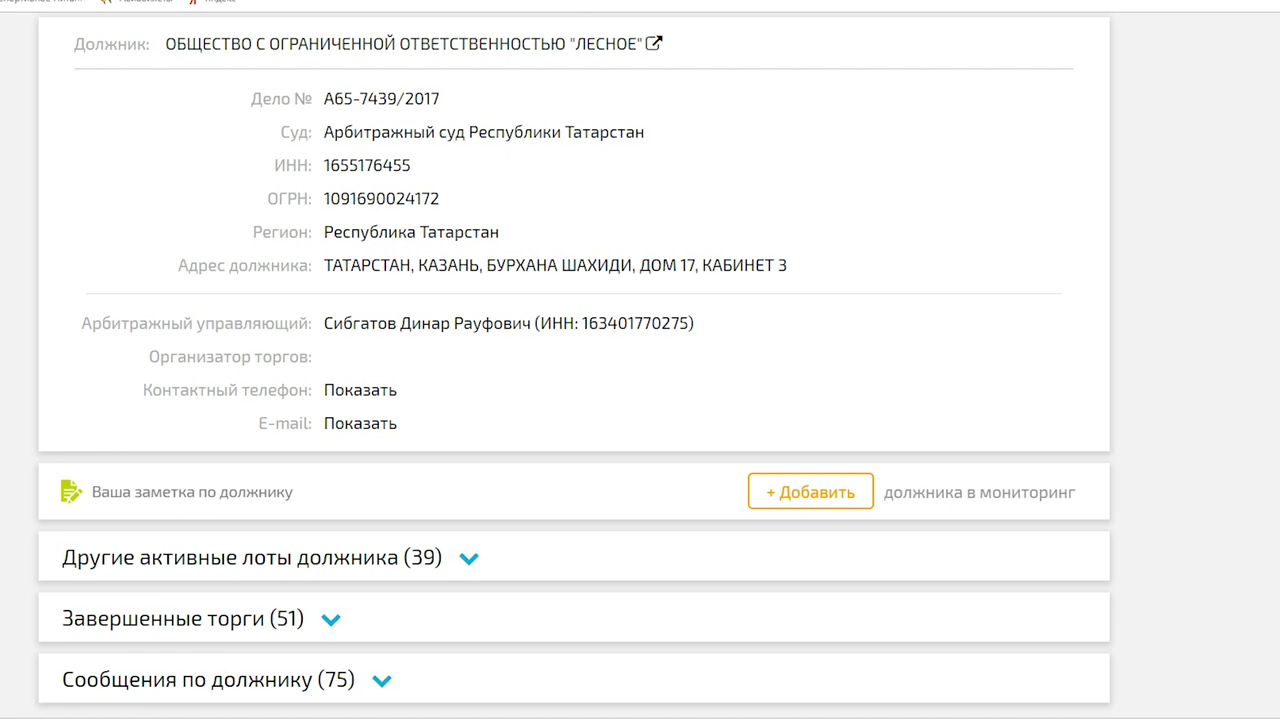 Должник: ОБЩЕСТВО С ОГРАНИЧЕННОЙ ОТВЕТСТВЕННОСТЬЮ "ЛЕСНОЕ"
Дело № А65-7439/2017
Суд: Арбитражный суд Республики Татарстан
ИНН: 1655176455
ОГРН: 1091690024172
Регион: Республика Татарстан
Адрес должника: ТАТАРСТАН, КАЗАНЬ, БУРХАНА ШАХИДИ, ДОМ 17, КАБИНЕТ 3
Арбитражный управляющий: Сибгатов Динар Рауфович (ИНН: 163401770275)
Организатор торгов:
Контактный телефон: Показать
E-mail: Показать
Ваша заметка по должнику + Добавить должника в мониторинг
Другие активные лоты должника (39)
Завершенные торги (51)
Сообщения по должнику (75)